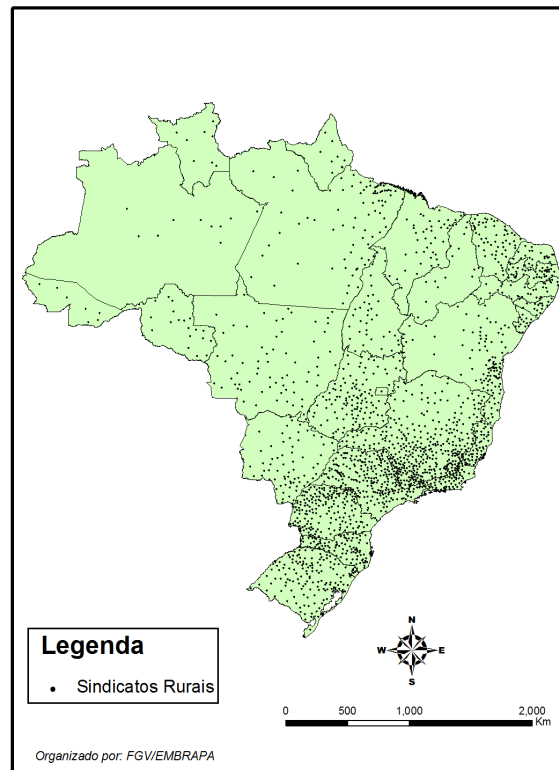 N
W E
S
Legenda
Sindicatos Rurais
0 500 1,000 2,000
Km
Organizado por: FGV/EMBRAPA